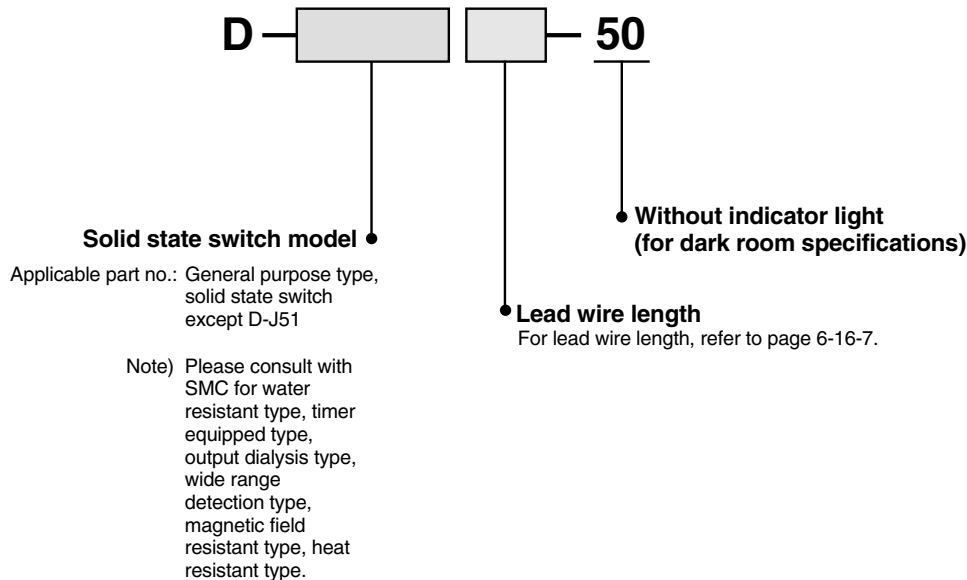 D — — 50
Solid state switch model
Applicable part no.: General purpose type,
solid state switch
except D-J51
Note) Please consult with
SMC for water
resistant type, timer
equipped type,
output dialysis type,
wide range
detection type,
magnetic field
resistant type, heat
resistant type.
Lead wire length
For lead wire length, refer to page 6-16-7.
Without indicator light
(for dark room specifications)